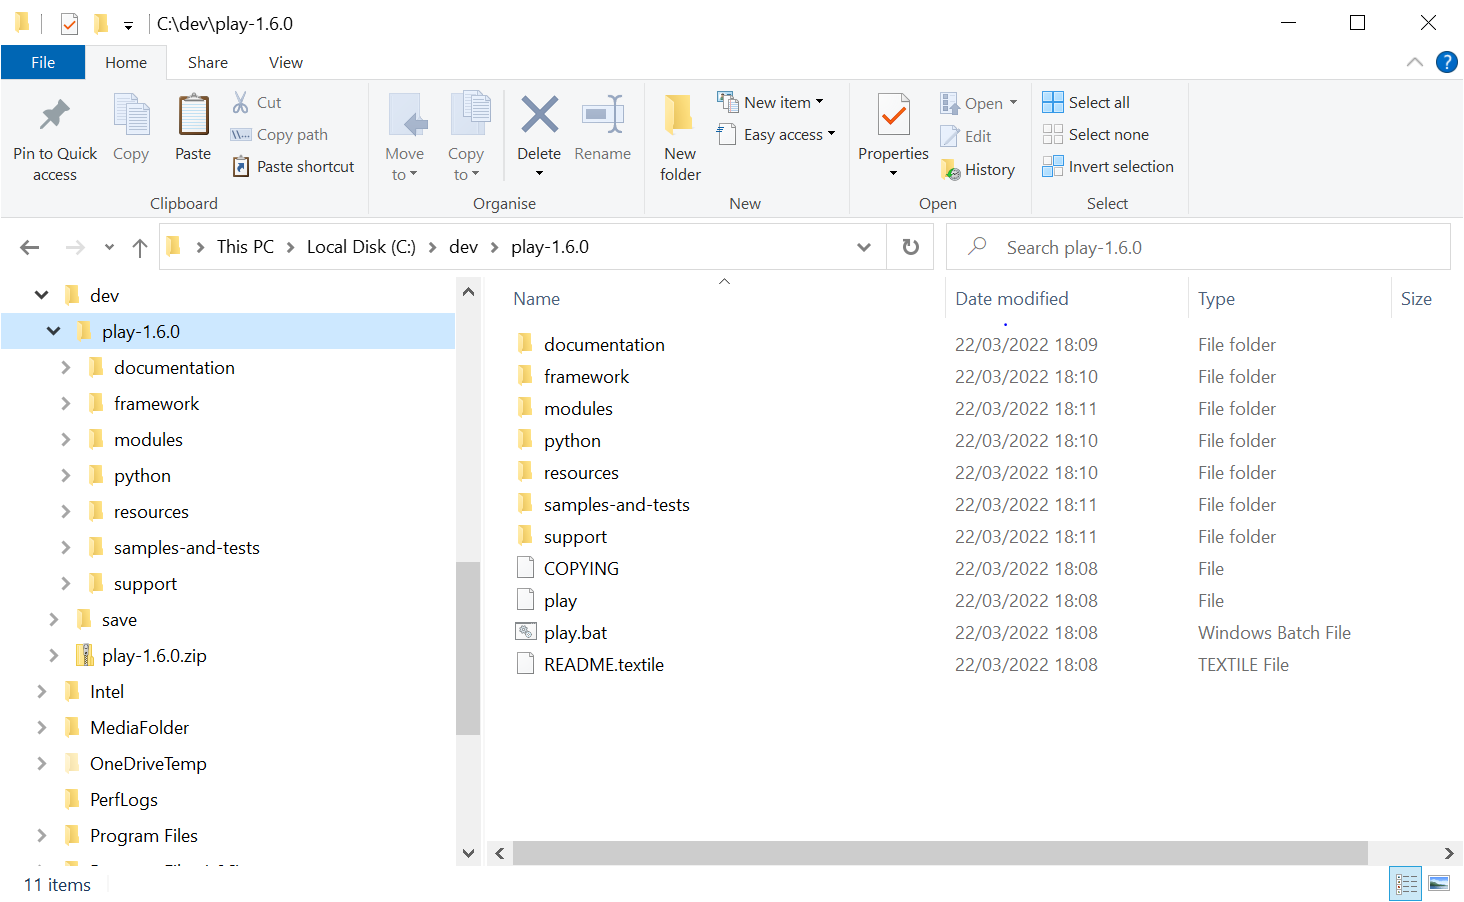 C:\dev\play-1.6.0
File Home Share View
Pin to Quick access
Copy
Paste
Cut
Copy path
Paste shortcut
Clipboard
Move to
Copy to
Delete
Rename
Organise
New folder
New item
Easy access
New
Properties
Open
Edit
History
Open
Select all
Select none
Invert selection
Select
This PC Local Disk (C:) dev play-1.6.0
Search play-1.6.0
dev
play-1.6.0
documentation
framework
modules
python
resources
samples-and-tests
support
save
play-1.6.0.zip
Intel
MediaFolder
OneDriveTemp
PerfLogs
Program Files
Name Date modified Type Size
documentation 22/03/2022 18:09 File folder
framework 22/03/2022 18:10 File folder
modules 22/03/2022 18:11 File folder
python 22/03/2022 18:10 File folder
resources 22/03/2022 18:10 File folder
samples-and-tests 22/03/2022 18:11 File folder
support 22/03/2022 18:11 File folder
COPYING 22/03/2022 18:08 File
play 22/03/2022 18:08 File
play.bat 22/03/2022 18:08 Windows Batch File
README.textile 22/03/2022 18:08 TEXTILE File
11 items